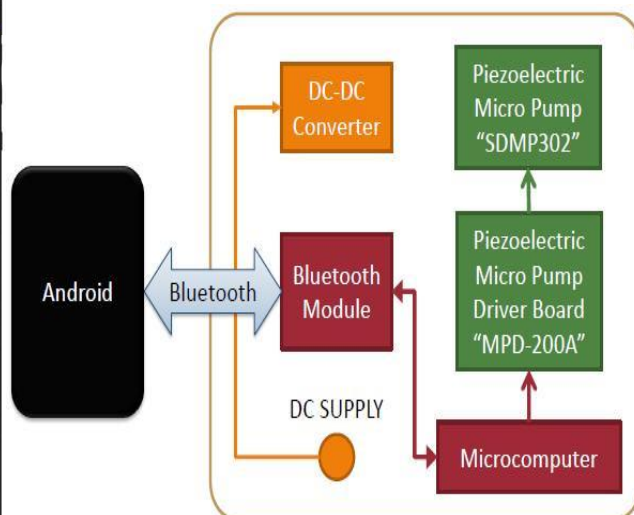 DC-DC
Converter
Piezoelectric
Micro Pump
“SDMP302”
Android
Bluetooth
Bluetooth
Module
Piezoelectric
Micro Pump
Driver Board
“MPD-200A”
DC SUPPLY
Microcomputer